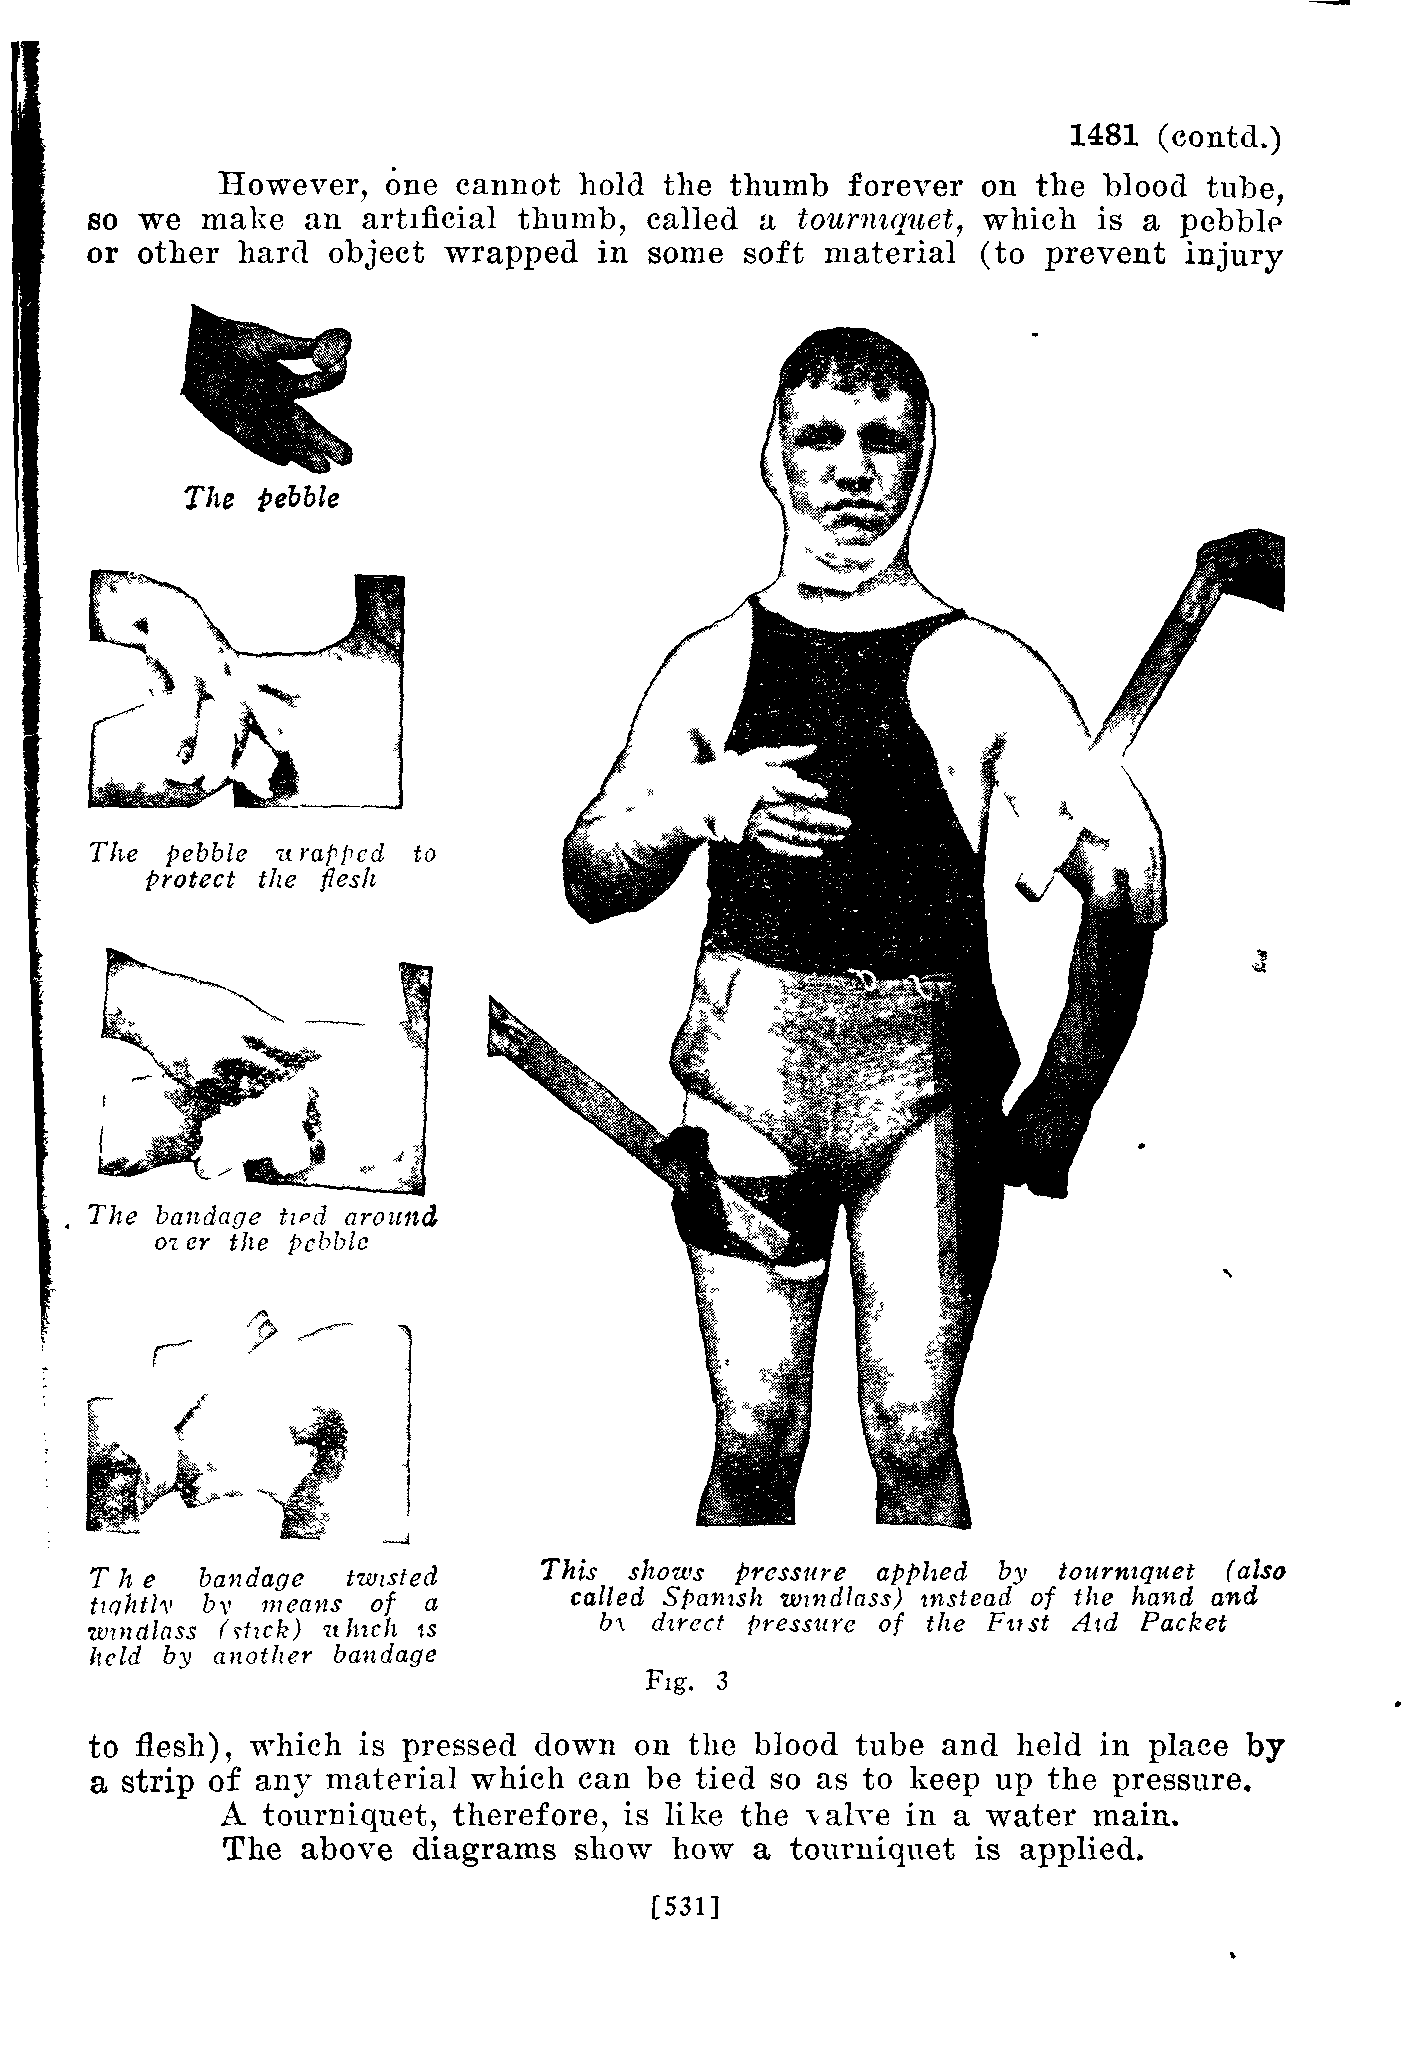 1481 (contd.)
However, one cannot hold the thumb forever on the blood tube,
so we make an artificial thumb, called a tourniquet, which is a pebble
or other hard object wrapped in some soft material (to prevent injury
The pebble
The pebble wrapped to
protect the flesh
The bandage tied around
over the pebble
The bandage twisted
tightly by means of a
windlass (stick) which is
held by another bandage
This shows pressure applied by tourniquet (also
called Spanish windlass) instead of the hand and
by direct pressure of the First Aid Packet
Fig. 3
to flesh), which is pressed down on the blood tube and held in place by
a strip of any material which can be tied so as to keep up the pressure.
A tourniquet, therefore, is like the valve in a water main.
The above diagrams show how a tourniquet is applied.
[531]